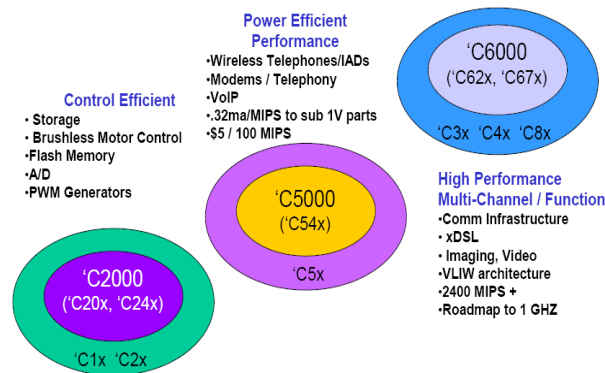 Power Efficient
Performance
•Wireless Telephones/IADs
•Modems / Telephony
•VoIP
•.32ma/MIPS to sub 1V parts
•$5 / 100 MIPS
‘C6000
(‘C62x, ‘C67x)
‘C3x ‘C4x ‘C8x
Control Efficient
• Storage
• Brushless Motor Control
•Flash Memory
•A/D
•PWM Generators
‘C5000
(‘C54x)
‘C5x
High Performance
Multi-Channel / Function
•Comm Infrastructure
• xDSL
• Imaging, Video
•VLIW architecture
•2400 MIPS +
•Roadmap to 1 GHZ
‘C2000
(‘C20x, ‘C24x)
‘C1x ‘C2x